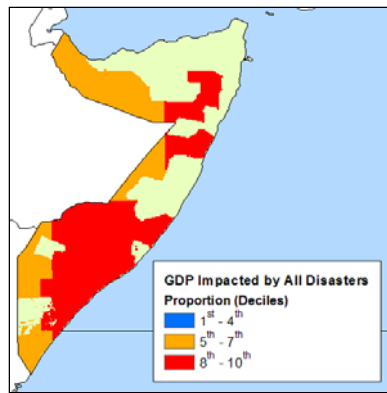 GDP Impacted by All Disasters
Proportion (Deciles)
1st - 4th
5th - 7th
8th - 10th